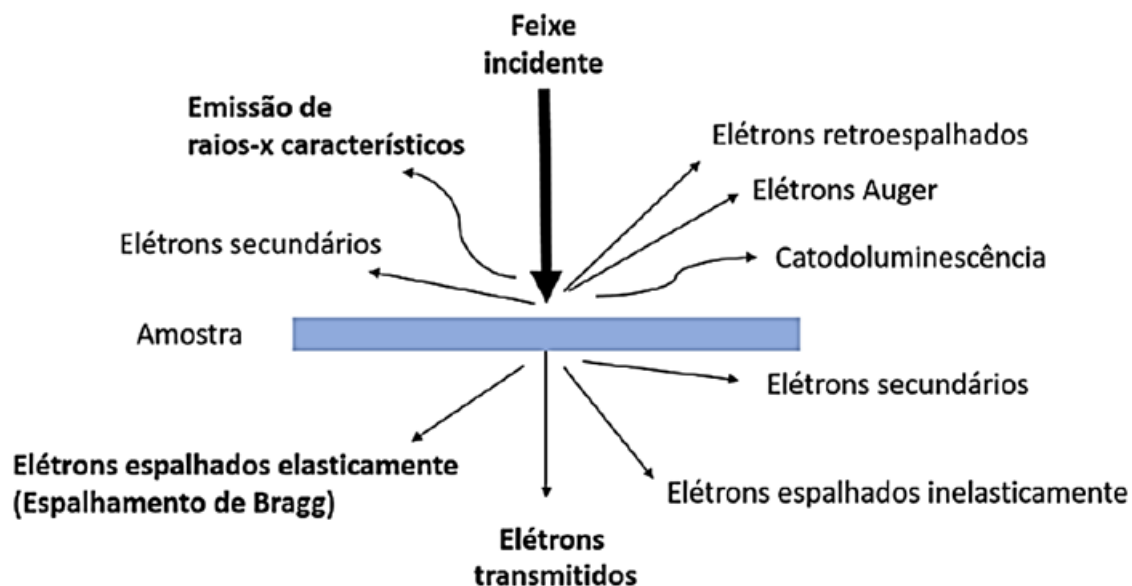 Feixe
incidente
Emissão de
raios-x característicos
Elétrons retroespalhados
Elétrons Auger
Elétrons secundários
Catodoluminescência
Amostra
Elétrons secundários
Elétrons espalhados elasticamente
(Espalhamento de Bragg)
Elétrons espalhados inelasticamente
Elétrons
transmitidos